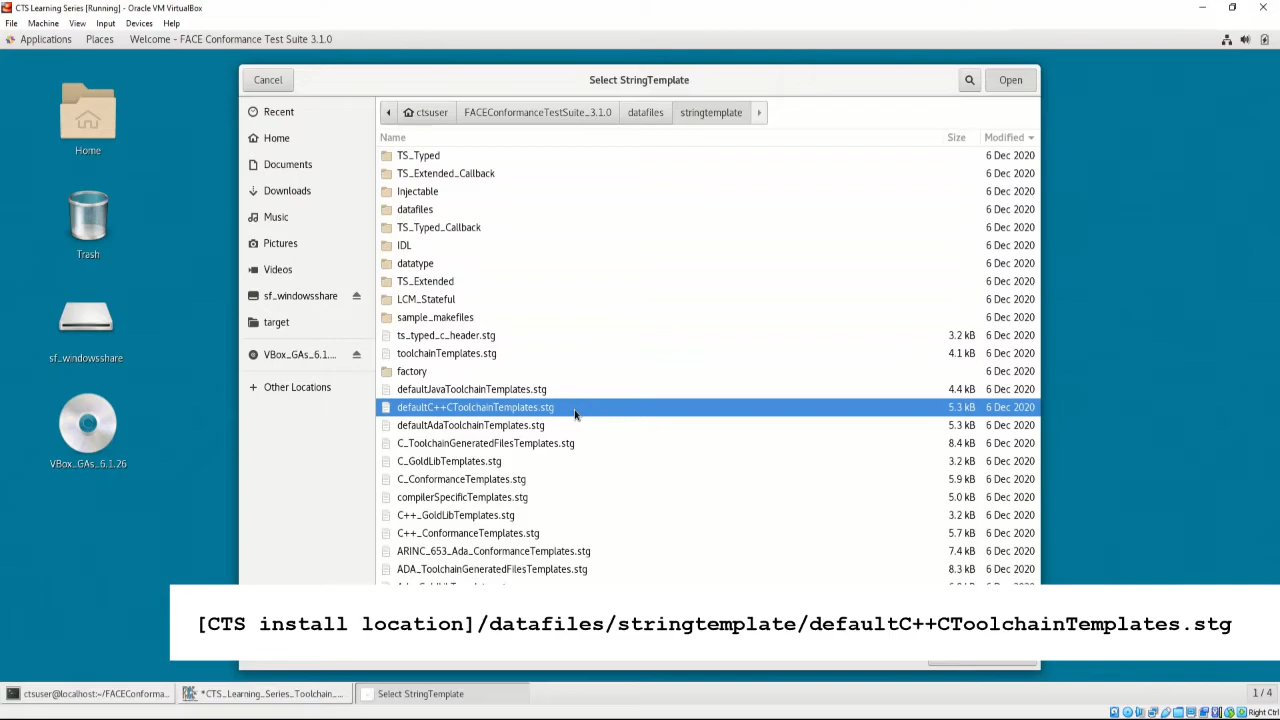 CTS Learning Series [Running] - Oracle VM VirtualBox
File Machine View Input Devices Help
Applications Places Welcome - FACE Conformance Test Suite 3.1.0
Cancel Select StringTemplate Open
ctsuser FACEConformanceTestSuite_3.1.0 datafiles stringtemplate
Name Size Modified
Recent
Home
Documents
Downloads
Music
Pictures
Videos
sf_windowsshare
target
VBox_GAs_6.1....
+ Other Locations
TS_Typed 6 Dec 2020
TS_Extended_Callback 6 Dec 2020
Injectable 6 Dec 2020
datafiles 6 Dec 2020
TS_Typed_Callback 6 Dec 2020
IDL 6 Dec 2020
datatype 6 Dec 2020
TS_Extended 6 Dec 2020
LCM_Stateful 6 Dec 2020
sample_makefiles 6 Dec 2020
ts_typed_c_header.stg 3.2 kB 6 Dec 2020
toolchainTemplates.stg 4.1 kB 6 Dec 2020
factory 6 Dec 2020
defaultJavaToolchainTemplates.stg 4.4 kB 6 Dec 2020
defaultC++CToolchainTemplates.stg 5.3 kB 6 Dec 2020
defaultAdaToolchainTemplates.stg 5.3 kB 6 Dec 2020
C_ToolchainGeneratedFilesTemplates.stg 8.4 kB 6 Dec 2020
C_GoldLibTemplates.stg 3.2 kB 6 Dec 2020
C_ConformanceTemplates.stg 5.9 kB 6 Dec 2020
compilerSpecificTemplates.stg 5.0 kB 6 Dec 2020
C++_GoldLibTemplates.stg 3.2 kB 6 Dec 2020
C++_ConformanceTemplates.stg 5.7 kB 6 Dec 2020
ARINC_653_Ada_ConformanceTemplates.stg 7.4 kB 6 Dec 2020
ADA_ToolchainGeneratedFilesTemplates.stg 8.3 kB 6 Dec 2020
Home
Trash
sf_windowsshare
VBox_GAs_6.1.26
[CTS install location]/datafiles/stringtemplate/defaultC++CToolchainTemplates.stg
ctsuser@localhost:~/FACEConforma... *CTS_Learning_Series_Toolchain_... Select StringTemplate 1 / 4
Right Ctrl